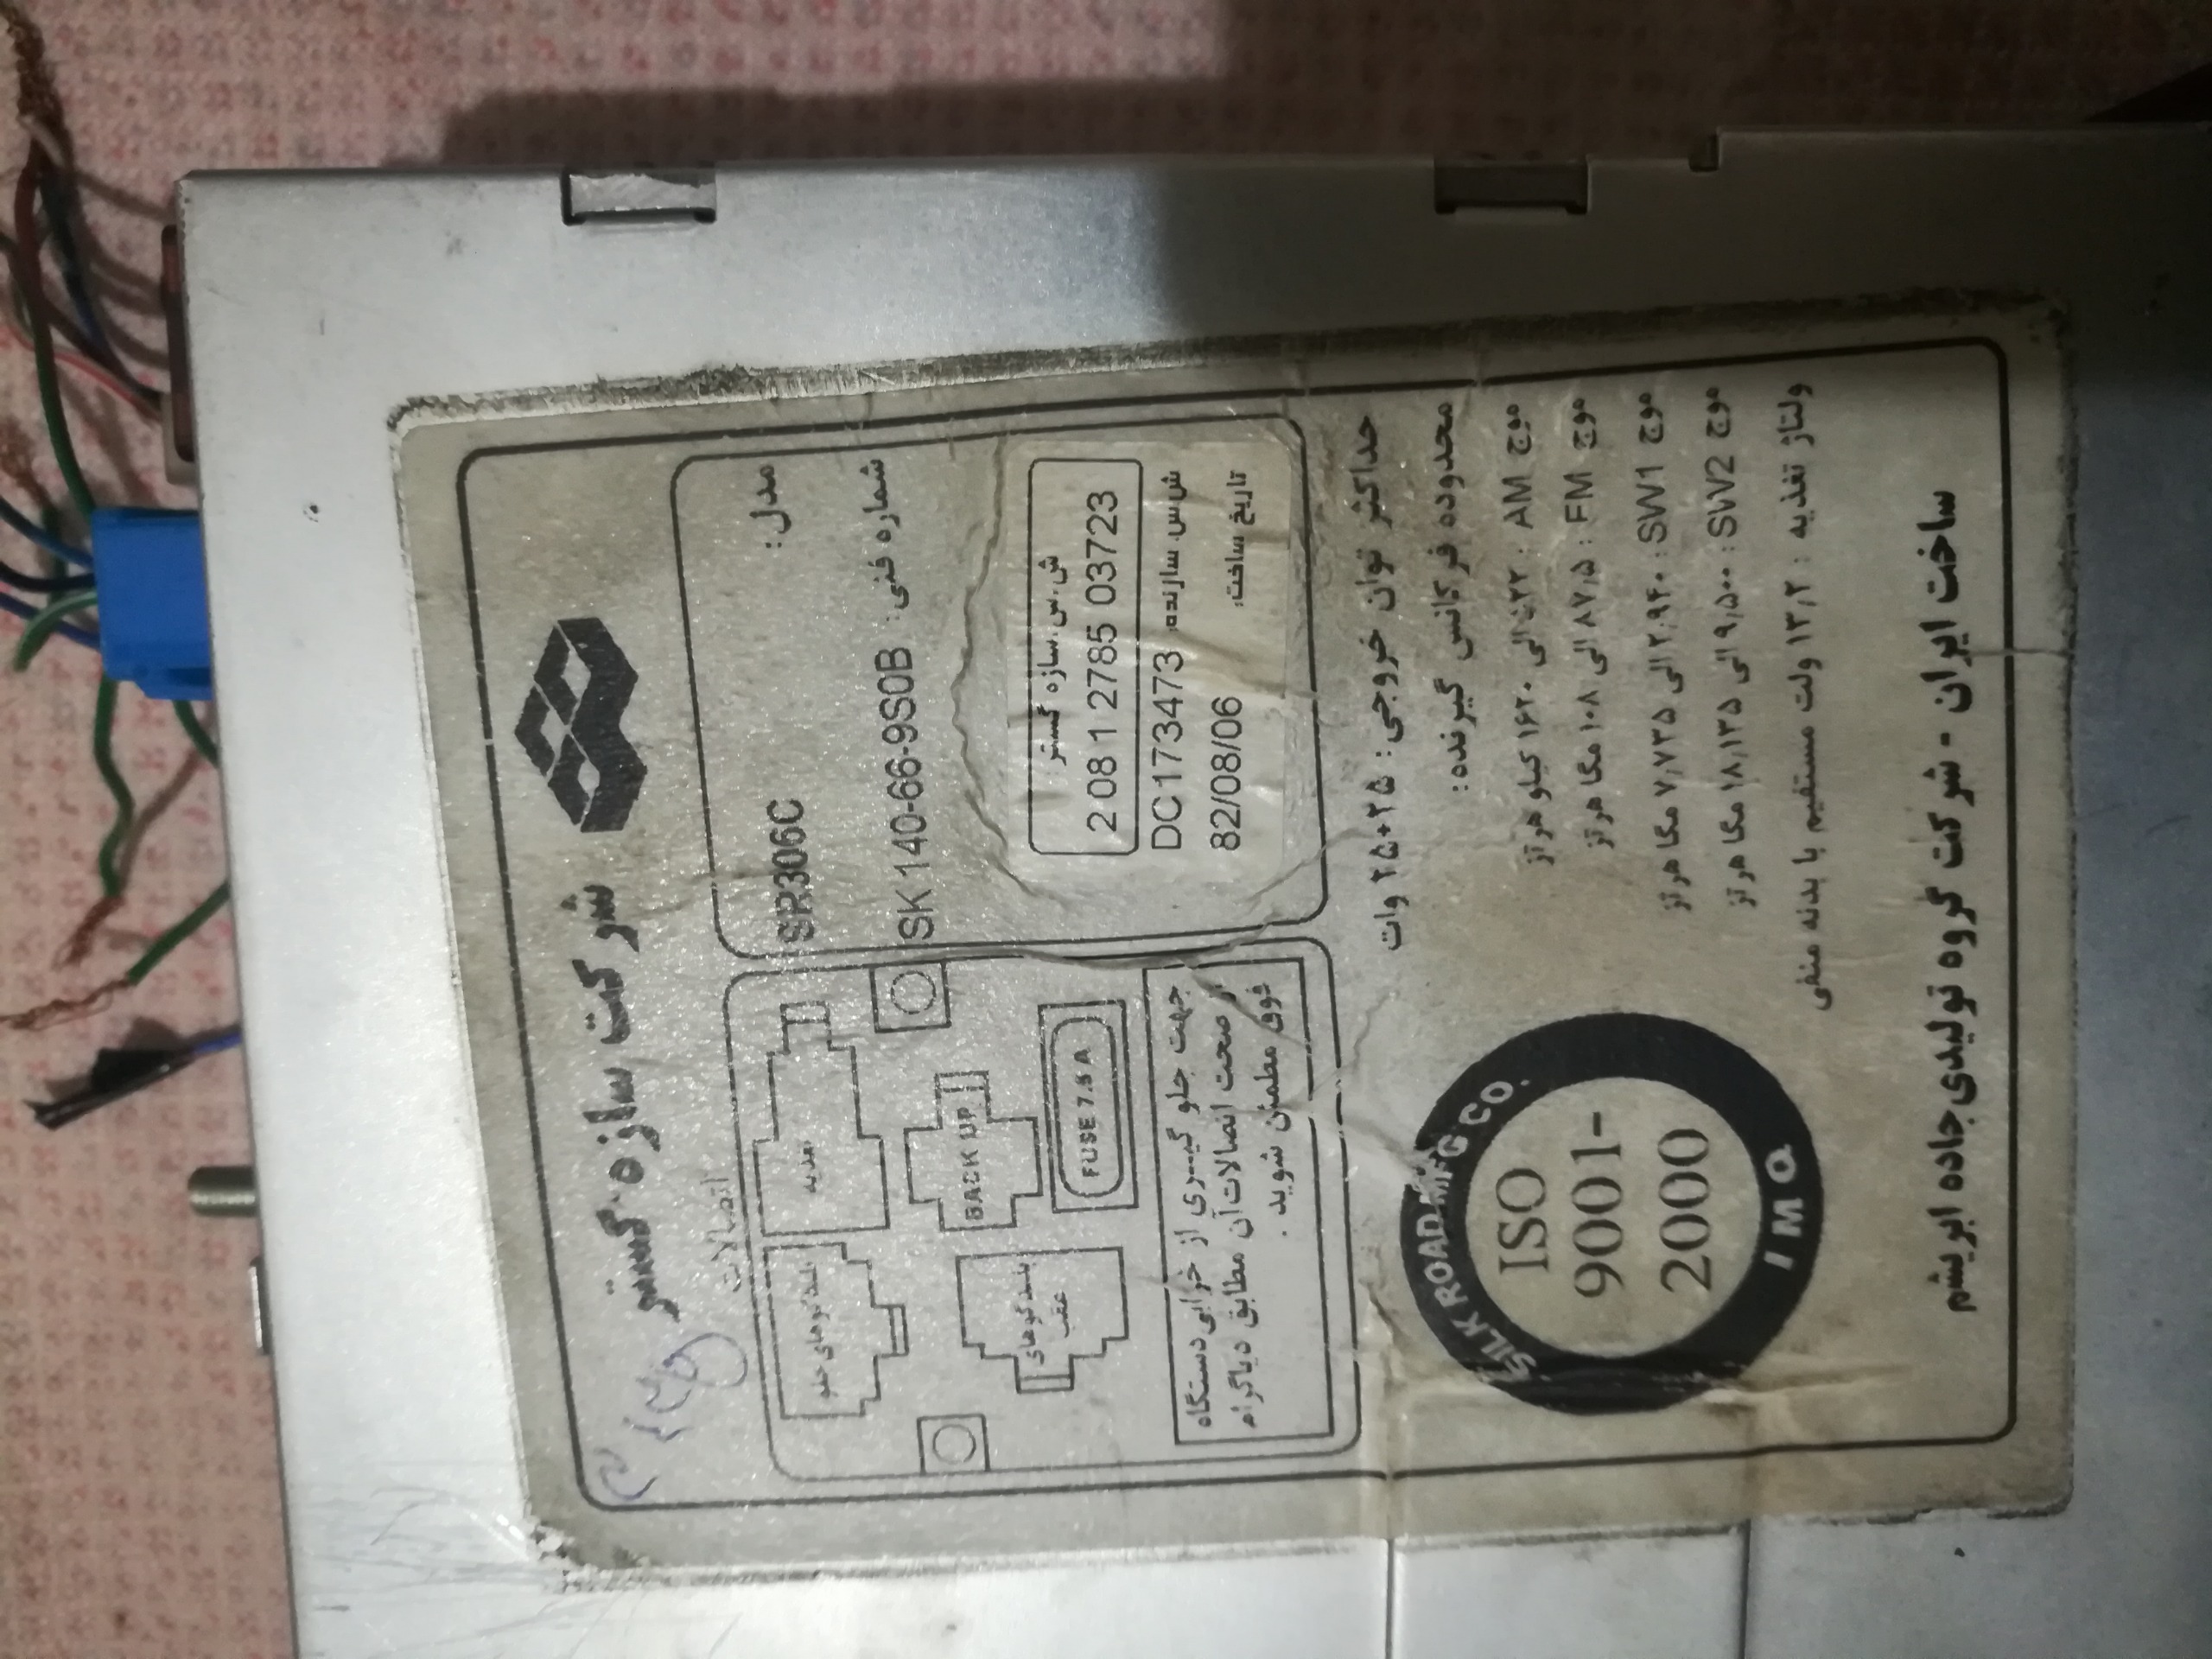 شرکت سازه گستر
مدل: SR306C
شماره فنی: SK 140-66-9S0B
ش.س.سازه گستر:
2 08 1 2785 03723
ش.س. سازنده: DC1734473
تاریخ ساخت: 82/08/06
اتصالات
بلندگوهای جلو
تغذیه
بلندگوهای
عقب
BACK UP
FUSE 7.5 A
جهت جلو گیری از خرابی دستگاه
از صحت اتصالات آن مطابق دیاگرام
فوق مطمئن شوید .
حداکثر توان خروجی: ۲۵+۲۵ وات
محدوده فرکانس گیرنده:
موج AM : ۵۲۲ الی ۱۶۲۰ کیلو هرتز
موج FM : ۸۷٫۵ الی ۱۰۸ مگا هرتز
موج SW1 : ۲٫۹۴۰ الی ۷٫۷۳۵ مگا هرتز
موج SW2 : ۹٫۵۰۰ الی ۱۸٫۱۳۵ مگا هرتز
ولتاژ تغذیه : ۱۳٫۲ ولت مستقیم با بدنه منفی
SILK ROAD MFG CO.
ISO
9001-
2000
IMQ
ساخت ایران - شرکت گروه تولیدی جاده ابریشم